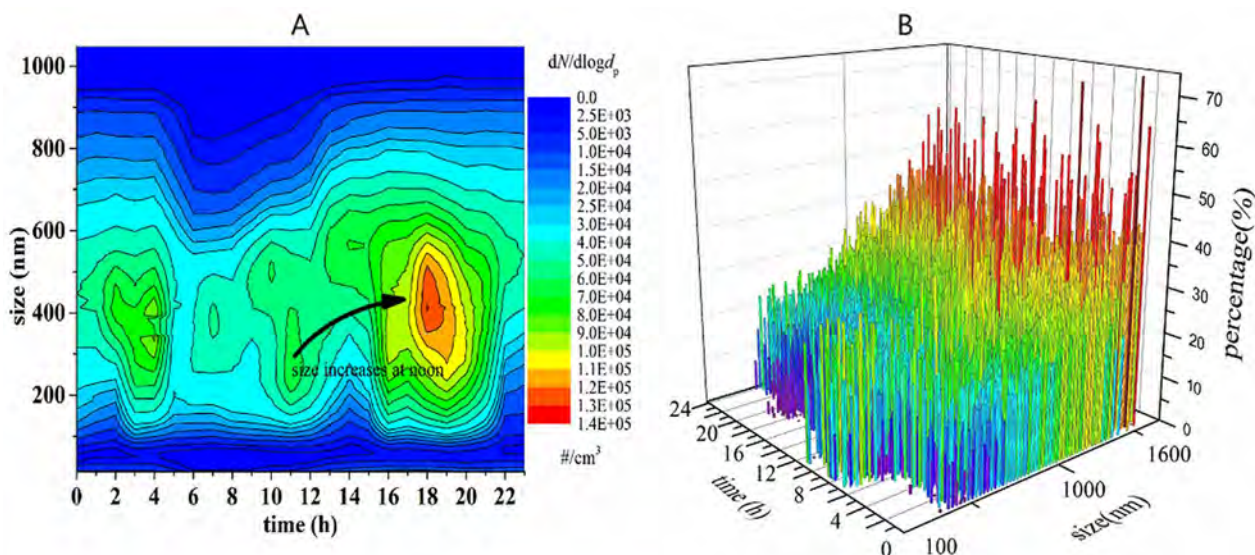 A
B
1000
800
600
400
200
size (nm)
0 2 4 6 8 10 12 14 16 18 20 22
time (h)
size increases at noon
dN/dlogdp
0.0
2.5E+03
5.0E+03
1.0E+04
1.5E+04
2.0E+04
3.0E+04
4.0E+04
5.0E+04
6.0E+04
7.0E+04
8.0E+04
9.0E+04
1.0E+05
1.1E+05
1.2E+05
1.3E+05
1.4E+05
#/cm³
70
60
50
40
30
20
10
0
percentage(%)
24 20 16 12 8 4 0
time (h)
100 1000 1600
size(nm)